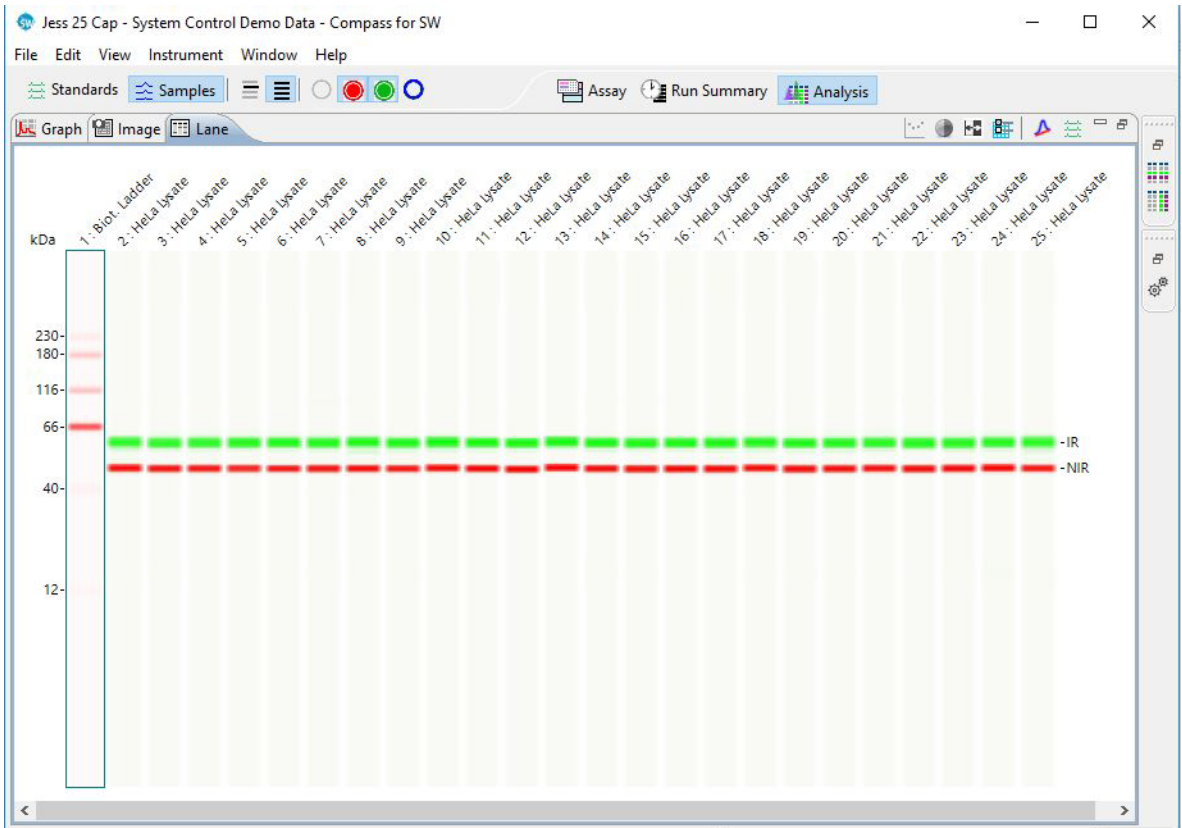 Jess 25 Cap - System Control Demo Data - Compass for SW
File Edit View Instrument Window Help
Standards Samples Assay Run Summary Analysis
Graph Image Lane
kDa
1 : Biot. Ladder
2 : HeLa lysate
3 : HeLa lysate
4 : HeLa lysate
5 : HeLa lysate
6 : HeLa lysate
7 : HeLa lysate
8 : HeLa lysate
9 : HeLa lysate
10 : HeLa lysate
11 : HeLa lysate
12 : HeLa lysate
13 : HeLa lysate
14 : HeLa lysate
15 : HeLa lysate
16 : HeLa lysate
17 : HeLa lysate
18 : HeLa lysate
19 : HeLa lysate
20 : HeLa lysate
21 : HeLa lysate
22 : HeLa lysate
23 : HeLa lysate
24 : HeLa lysate
25 : HeLa lysate
230-
180-
116-
66-
-IR
-NIR
40-
12-